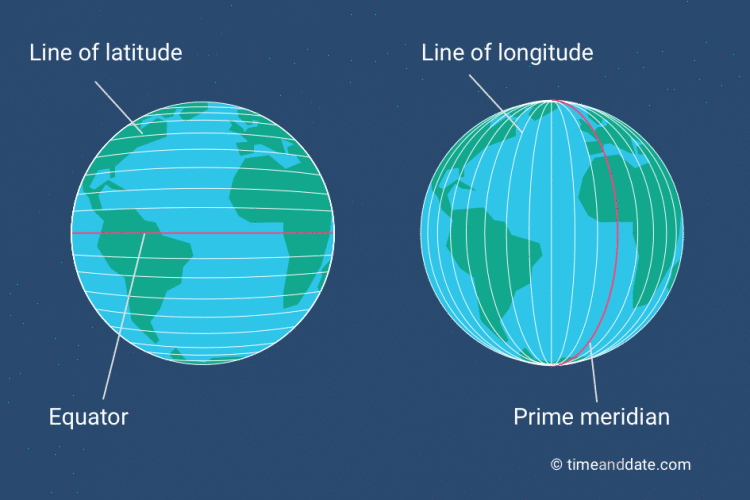 Line of latitude
Line of longitude
Equator
Prime meridian
© timeanddate.com